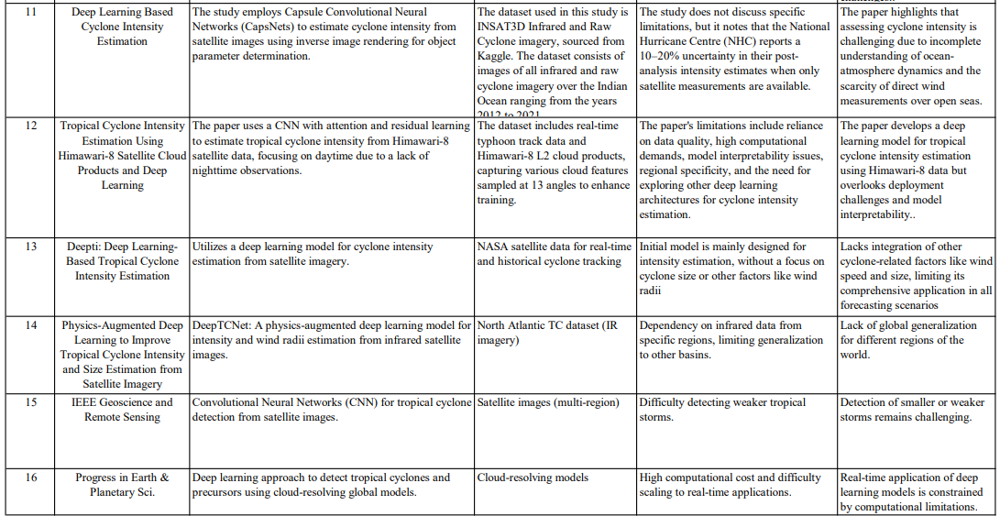 11
Deep Learning Based
Cyclone Intensity
Estimation
The study employs Capsule Convolutional Neural
Networks (CapsNets) to estimate cyclone intensity from
satellite images using inverse image rendering for object
parameter determination.
The dataset used in this study is
INSAT3D Infrared and Raw
Cyclone imagery, sourced from
Kaggle. The dataset consists of
images of all infrared and raw
cyclone imagery over the Indian
Ocean ranging from the years
2012 to 2021
The study does not discuss specific
limitations, but it notes that the National
Hurricane Centre (NHC) reports a
10–20% uncertainty in their post-
analysis intensity estimates when only
satellite measurements are available.
The paper highlights that
assessing cyclone intensity is
challenging due to incomplete
understanding of ocean-
atmosphere dynamics and the
scarcity of direct wind
measurements over open seas.
12
Tropical Cyclone Intensity
Estimation Using
Himawari-8 Satellite Cloud
Products and Deep
Learning
The paper uses a CNN with attention and residual learning
to estimate tropical cyclone intensity from Himawari-8
satellite data, focusing on daytime due to a lack of
nighttime observations.
The dataset includes real-time
typhoon track data and
Himawari-8 L2 cloud products,
capturing various cloud features
sampled at 13 angles to enhance
training.
The paper's limitations include reliance
on data quality, high computational
demands, model interpretability issues,
regional specificity, and the need for
exploring other deep learning
architectures for cyclone intensity
estimation.
The paper develops a deep
learning model for tropical
cyclone intensity estimation
using Himawari-8 data but
overlooks deployment
challenges and model
interpretability..
13
Deepti: Deep Learning-
Based Tropical Cyclone
Intensity Estimation
Utilizes a deep learning model for cyclone intensity
estimation from satellite imagery.
NASA satellite data for real-time
and historical cyclone tracking
Initial model is mainly designed for
intensity estimation, without a focus on
cyclone size or other factors like wind
radii
Lacks integration of other
cyclone-related factors like wind
speed and size, limiting its
comprehensive application in all
forecasting scenarios
14
Physics-Augmented Deep
Learning to Improve
Tropical Cyclone Intensity
and Size Estimation from
Satellite Imagery
DeepTCNet: A physics-augmented deep learning model for
intensity and wind radii estimation from infrared satellite
images.
North Atlantic TC dataset (IR
imagery)
Dependency on infrared data from
specific regions, limiting generalization
to other basins.
Lack of global generalization
for different regions of the
world.
15
IEEE Geoscience and
Remote Sensing
Convolutional Neural Networks (CNN) for tropical cyclone
detection from satellite images.
Satellite images (multi-region)
Difficulty detecting weaker tropical
storms.
Detection of smaller or weaker
storms remains challenging.
16
Progress in Earth &
Planetary Sci.
Deep learning approach to detect tropical cyclones and
precursors using cloud-resolving global models.
Cloud-resolving models
High computational cost and difficulty
scaling to real-time applications.
Real-time application of deep
learning models is constrained
by computational limitations.